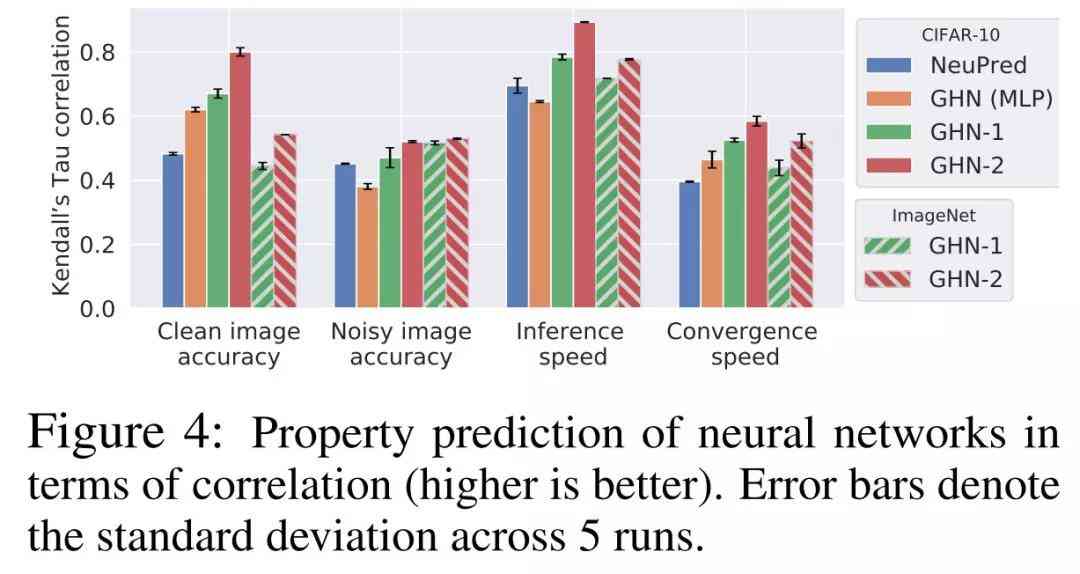 Kendall's Tau correlation
0.8
0.6
0.4
0.2
0.0
Clean image
accuracy
Noisy image
accuracy
Inference
speed
Convergence
speed
CIFAR-10
NeuPred
GHN (MLP)
GHN-1
GHN-2
ImageNet
GHN-1
GHN-2
Figure 4: Property prediction of neural networks in
terms of correlation (higher is better). Error bars denote
the standard deviation across 5 runs.